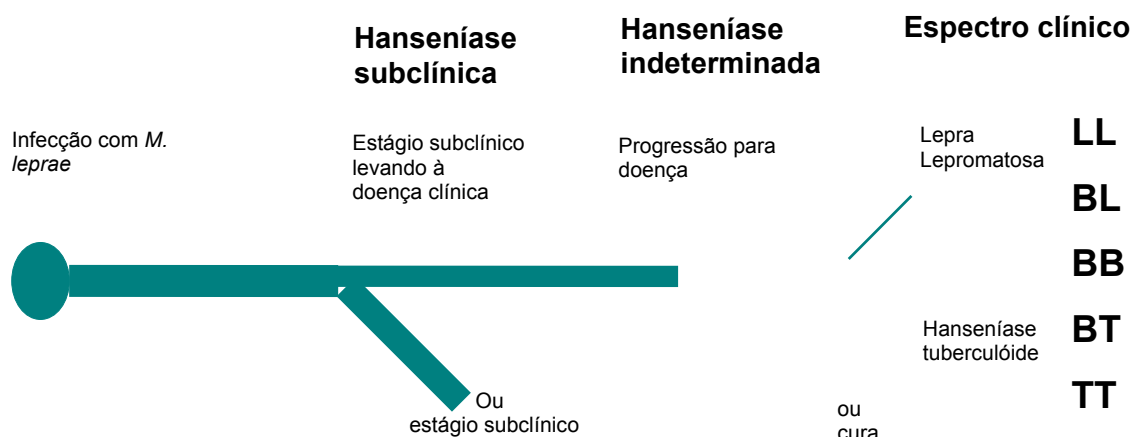 Hanseníase
subclínica
Hanseníase
indeterminada
Espectro clínico
Infecção com M.
leprae
Estágio subclínico
levando à
doença clínica
Progressão para
doença
Lepra
Lepromatosa
LL
BL
BB
Hanseníase
tuberculóide
BT
TT
Ou
estágio subclínico
ou
cura